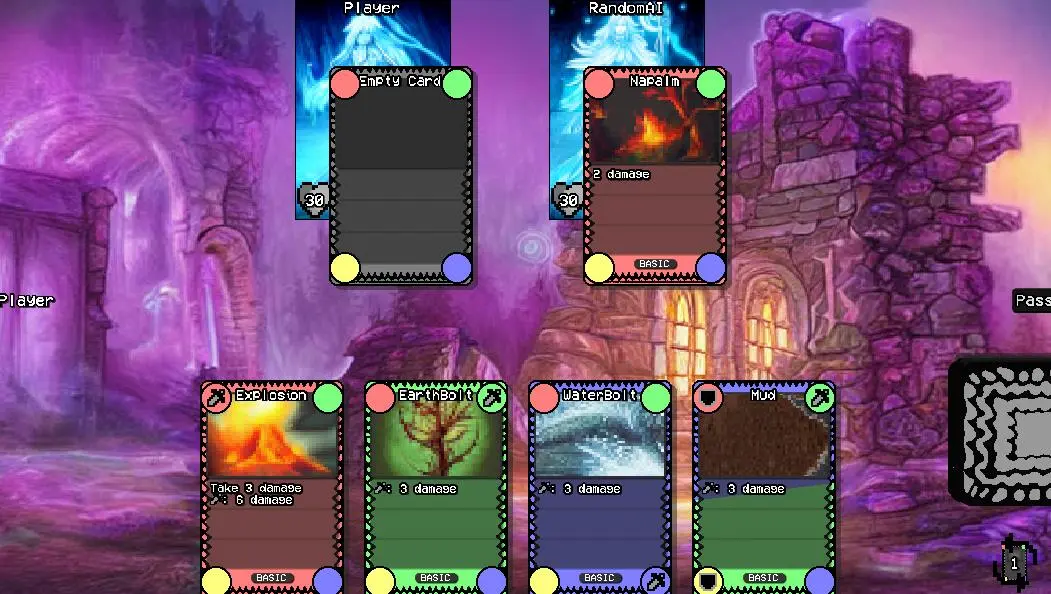 Player
RandomAI
Empty Card
Napalm
2 damage
30
30
BASIC
Player
Pass
Explosion
EarthBolt
WaterBolt
Mud
Take 3 damage
: 6 damage
: 3 damage
: 3 damage
: 3 damage
BASIC
BASIC
BASIC
BASIC
1